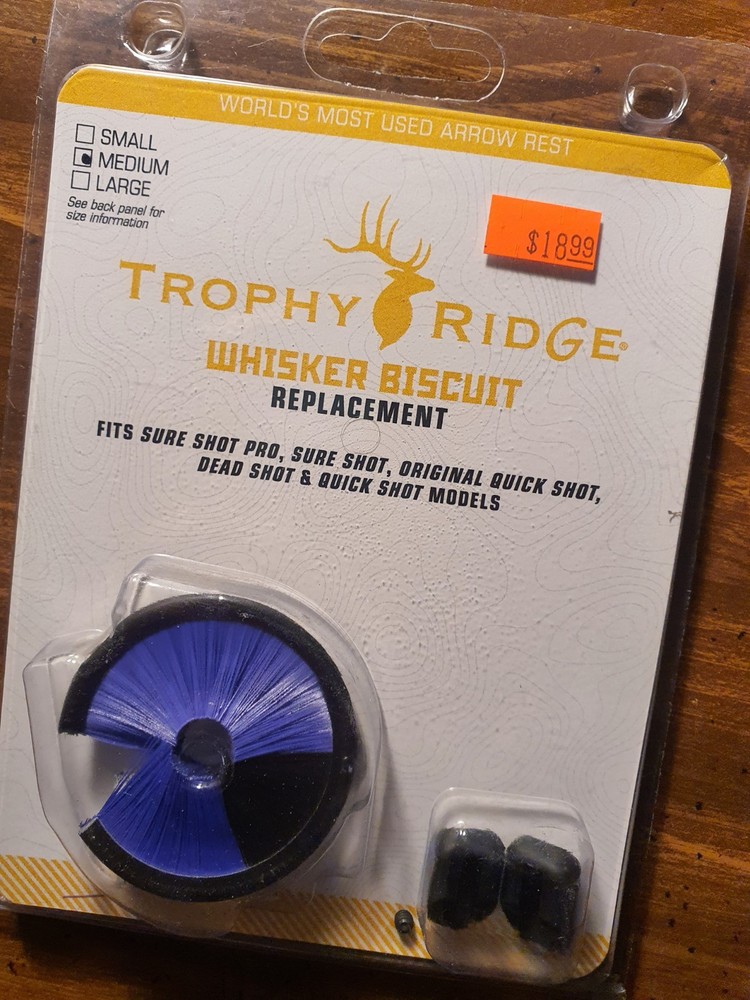 WORLD'S MOST USED ARROW REST
SMALL
MEDIUM
LARGE
See back panel for
size information
$18.99
TROPHY RIDGE®
WHISKER BISCUIT
REPLACEMENT
FITS SURE SHOT PRO, SURE SHOT, ORIGINAL QUICK SHOT,
DEAD SHOT & QUICK SHOT MODELS